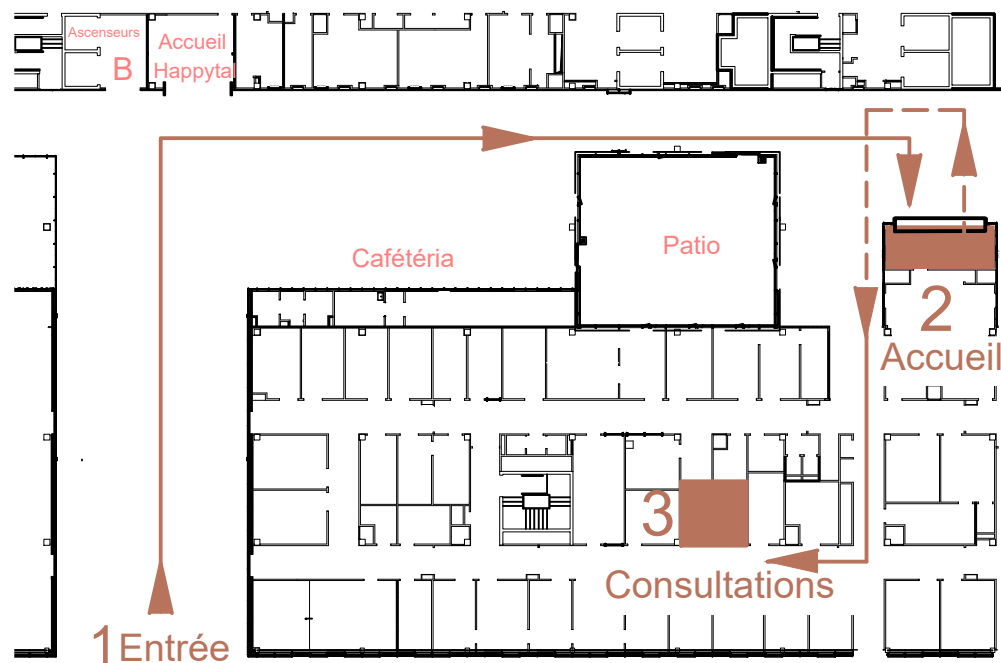 Ascenseurs
B
Accueil
Happytal
Cafétéria
Patio
2
Accueil
3
Consultations
1 Entrée